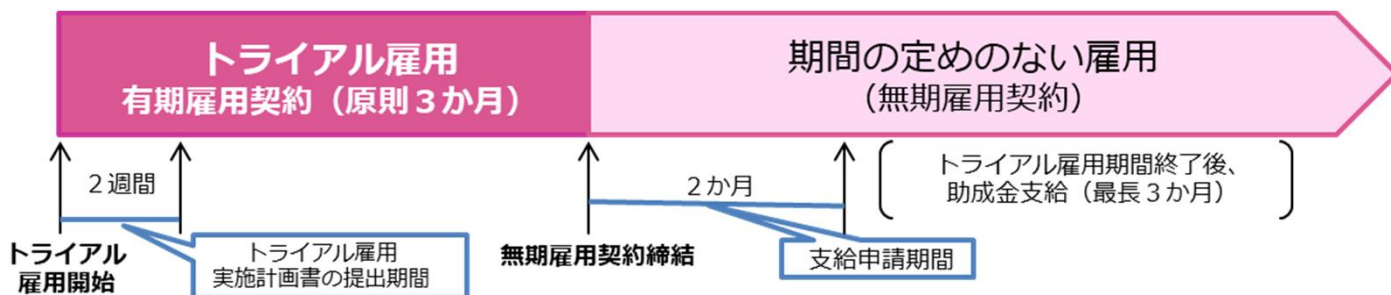 トライアル雇用
有期雇用契約（原則３か月）
期間の定めのない雇用
（無期雇用契約）
２週間
２か月
トライアル雇用期間終了後、
助成金支給（最長３か月）
トライアル
雇用開始
トライアル雇用
実施計画書の提出期間
無期雇用契約締結
支給申請期間